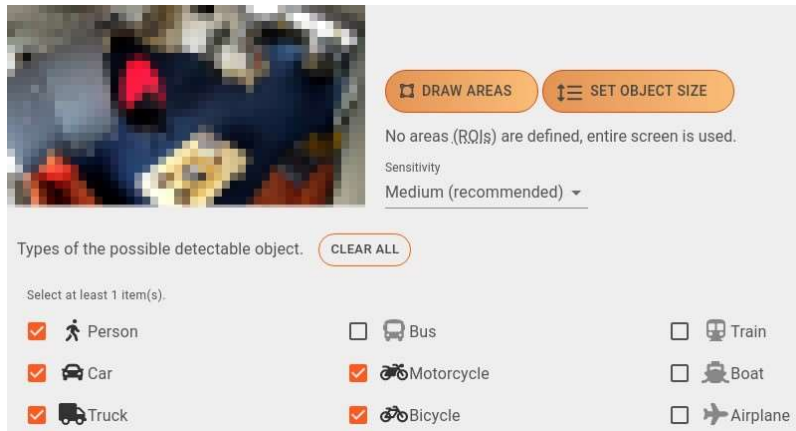 DRAW AREAS
SET OBJECT SIZE
No areas (ROIs) are defined, entire screen is used.
Sensitivity
Medium (recommended)
Types of the possible detectable object.
CLEAR ALL
Select at least 1 item(s).
Person
Bus
Train
Car
Motorcycle
Boat
Truck
Bicycle
Airplane